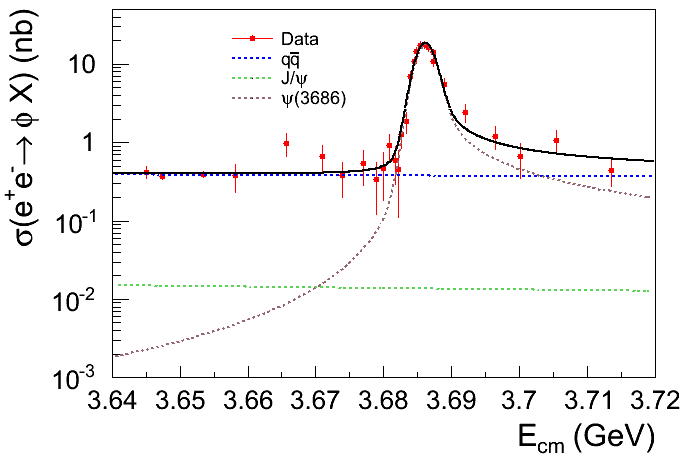 σ(e⁺e⁻→ φ X) (nb)
10
1
10⁻¹
10⁻²
10⁻³
Data
qq̅
J/ψ
ψ(3686)
3.64 3.65 3.66 3.67 3.68 3.69 3.7 3.71 3.72
E_cm (GeV)